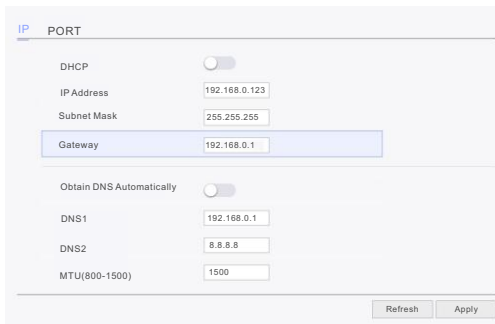 IP PORT
DHCP
IP Address 192.168.0.123
Subnet Mask 255.255.255
Gateway 192.168.0.1
Obtain DNS Automatically
DNS1 192.168.0.1
DNS2 8.8.8.8
MTU(800-1500) 1500
Refresh Apply